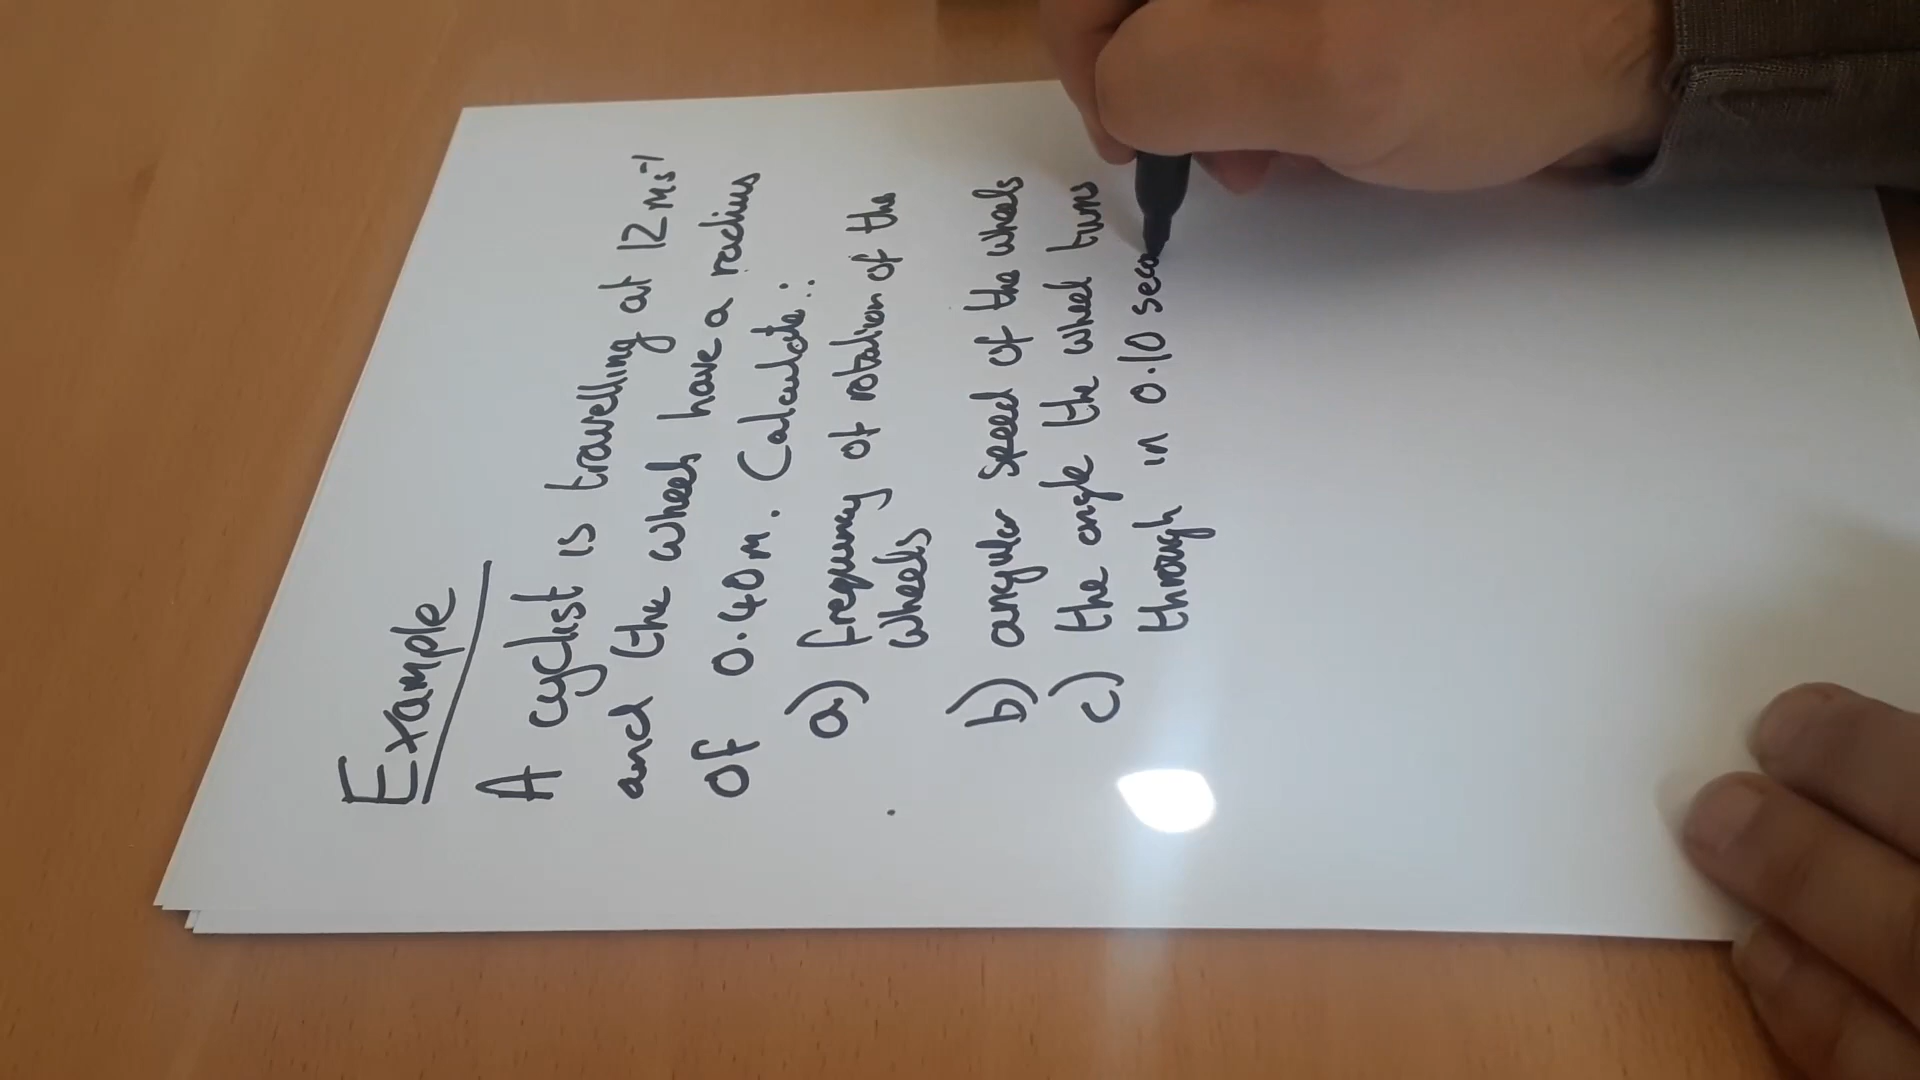 Example
A cyclist is travelling at 12 ms⁻¹
and the wheels have a radius
of 0.40m. Calculate:
a) frequency of rotation of the
wheels
b) angular speed of the wheels
c) the angle the wheel turns
through in 0.10 seco